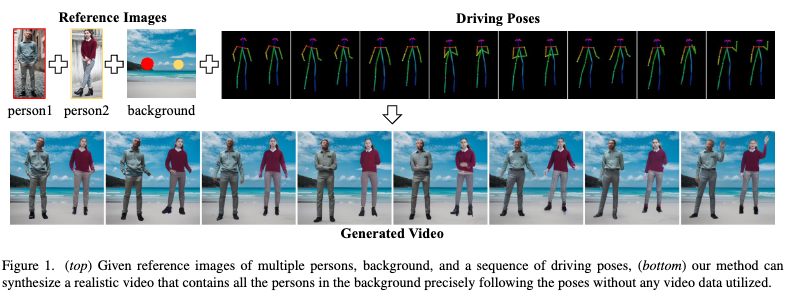 Reference Images
Driving Poses
person1
person2
background
Generated Video
Figure 1. (top) Given reference images of multiple persons, background, and a sequence of driving poses, (bottom) our method can
synthesize a realistic video that contains all the persons in the background precisely following the poses without any video data utilized.